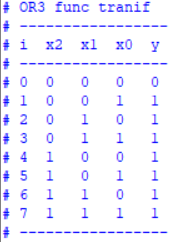 # OR3 func tranif
# ------------------
# i  x2  x1  x0  y
# ------------------
# 0  0   0   0   0
# 1  0   0   1   1
# 2  0   1   0   1
# 3  0   1   1   1
# 4  1   0   0   1
# 5  1   0   1   1
# 6  1   1   0   1
# 7  1   1   1   1
# ------------------